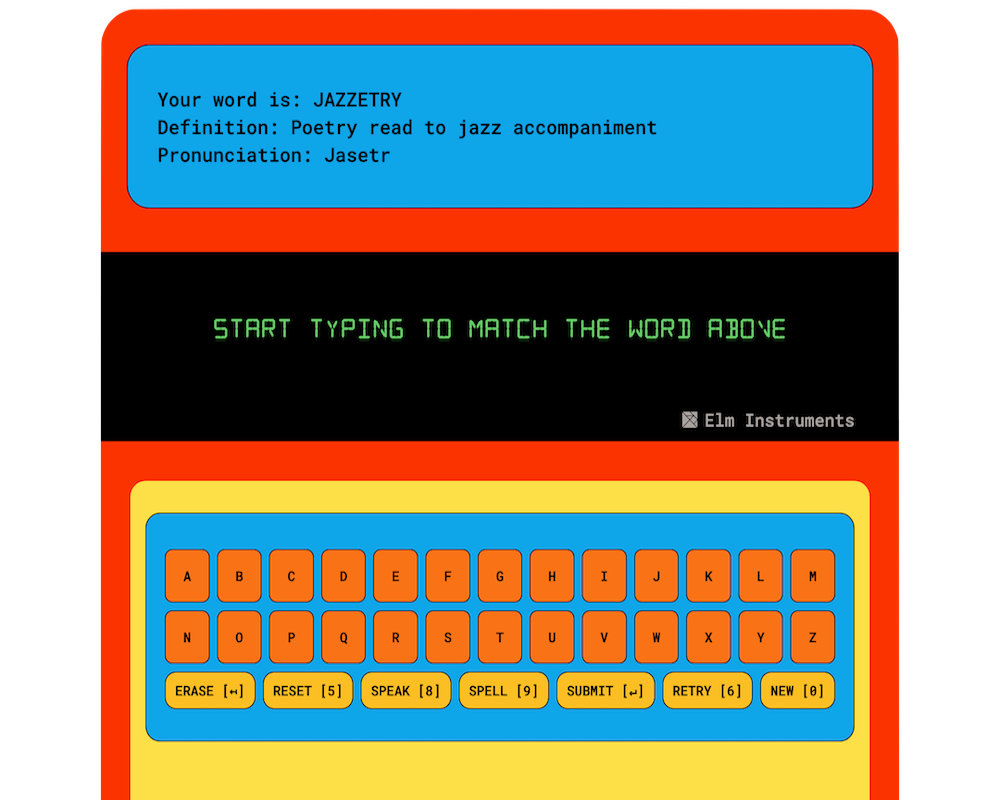 Your word is: JAZZETRY
Definition: Poetry read to jazz accompaniment
Pronunciation: Jasetr
START TYPING TO MATCH THE WORD ABOVE
Elm Instruments
A B C D E F G H I J K L M
N O P Q R S T U V W X Y Z
ERASE [↤] RESET [5] SPEAK [8] SPELL [9] SUBMIT [↵] RETRY [6] NEW [0]